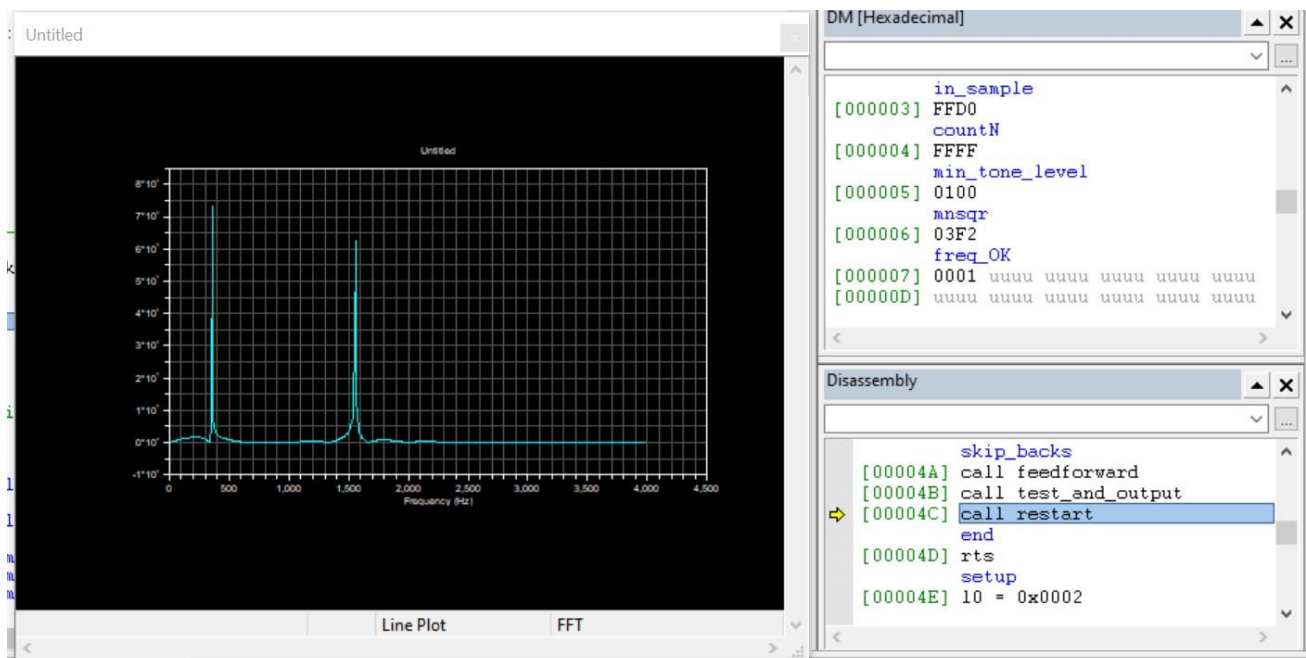 Untitled
Untitled
8*10
7*10
6*10
5*10
4*10
3*10
2*10
1*10
0*10
-1*10
0 500 1,000 1,500 2,000 2,500 3,000 3,500 4,000 4,500
Frequency (Hz)
Line Plot FFT
DM [Hexadecimal]
...
in_sample
[000003] FFD0
countN
[000004] FFFF
min_tone_level
[000005] 0100
mnsqr
[000006] 03F2
freq_OK
[000007] 0001 uuuu uuuu uuuu uuuu uuuu
[00000D] uuuu uuuu uuuu uuuu uuuu uuuu
Disassembly
...
skip_backs
[00004A] call feedforward
[00004B] call test_and_output
[00004C] call restart
end
[00004D] rts
setup
[00004E] l0 = 0x0002